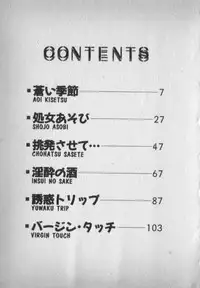 CONTENTS
・蒼い季節 7
AOI KISETSU
・処女あそび 27
SHOJO ASOBI
・挑発させて… 47
CHOHATSU SASETE
・淫酔の酒 67
INSUI NO SAKE
・誘惑トリップ 87
YUWAKU TRIP
・バージン・タッチ 103
VIRGIN TOUCH